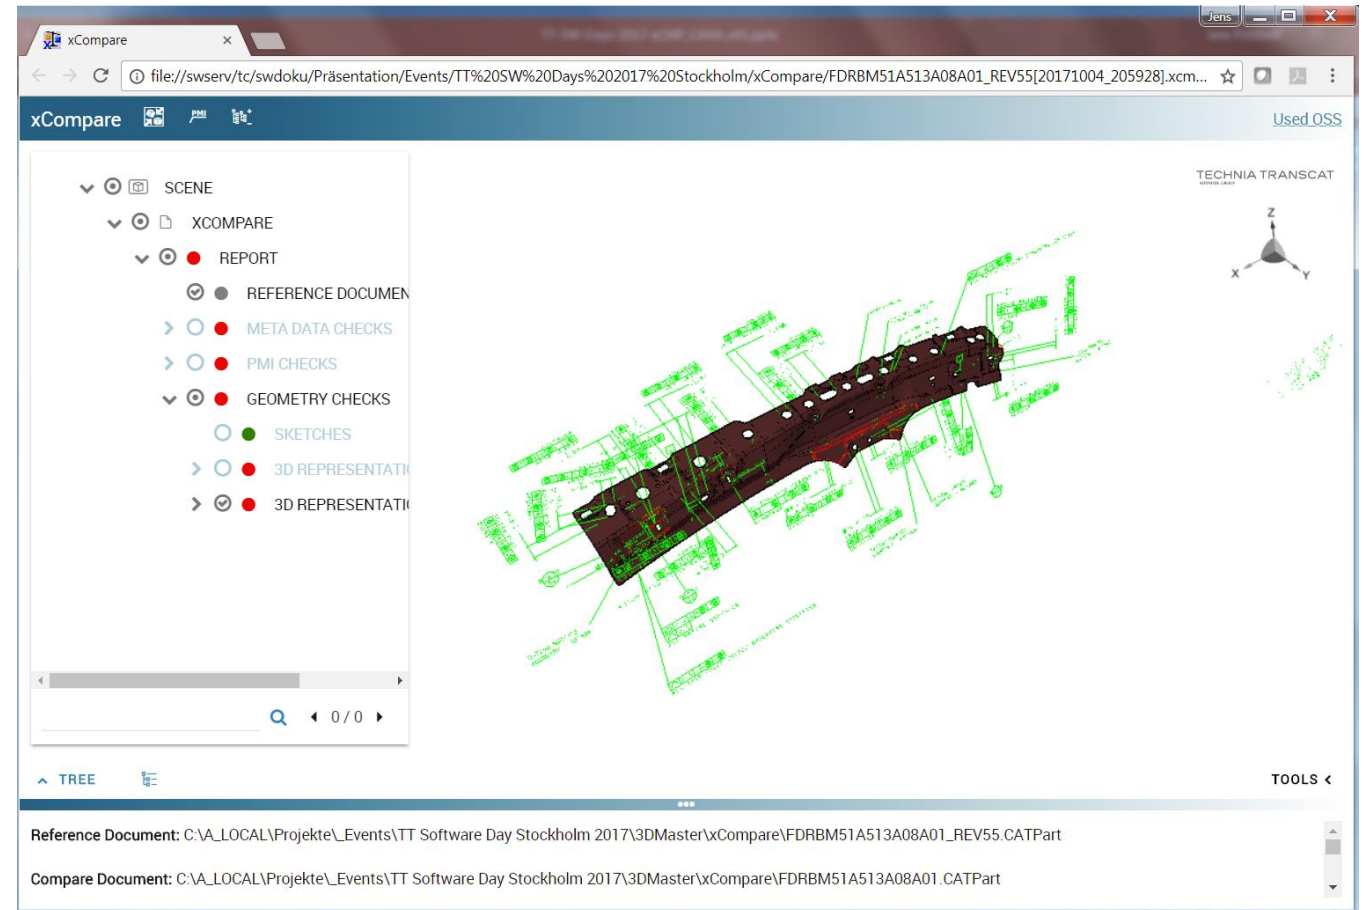 Jens
xCompare
file://swserv/tc/swdoku/Präsentation/Events/TT%20SW%20Days%202017%20Stockholm/xCompare/FDRBM51A513A08A01_REV55[20171004_205928].xcm...
xCompare
PMI
Used OSS
SCENE
XCOMPARE
REPORT
REFERENCE DOCUMEN
META DATA CHECKS
PMI CHECKS
GEOMETRY CHECKS
SKETCHES
3D REPRESENTATI
3D REPRESENTATI
0 / 0
TECHNIA TRANSCAT
Z
X
Y
TREE
TOOLS
Reference Document: C:\A_LOCAL\Projekte\_Events\TT Software Day Stockholm 2017\3DMaster\xCompare\FDRBM51A513A08A01_REV55.CATPart
Compare Document: C:\A_LOCAL\Projekte\_Events\TT Software Day Stockholm 2017\3DMaster\xCompare\FDRBM51A513A08A01.CATPart